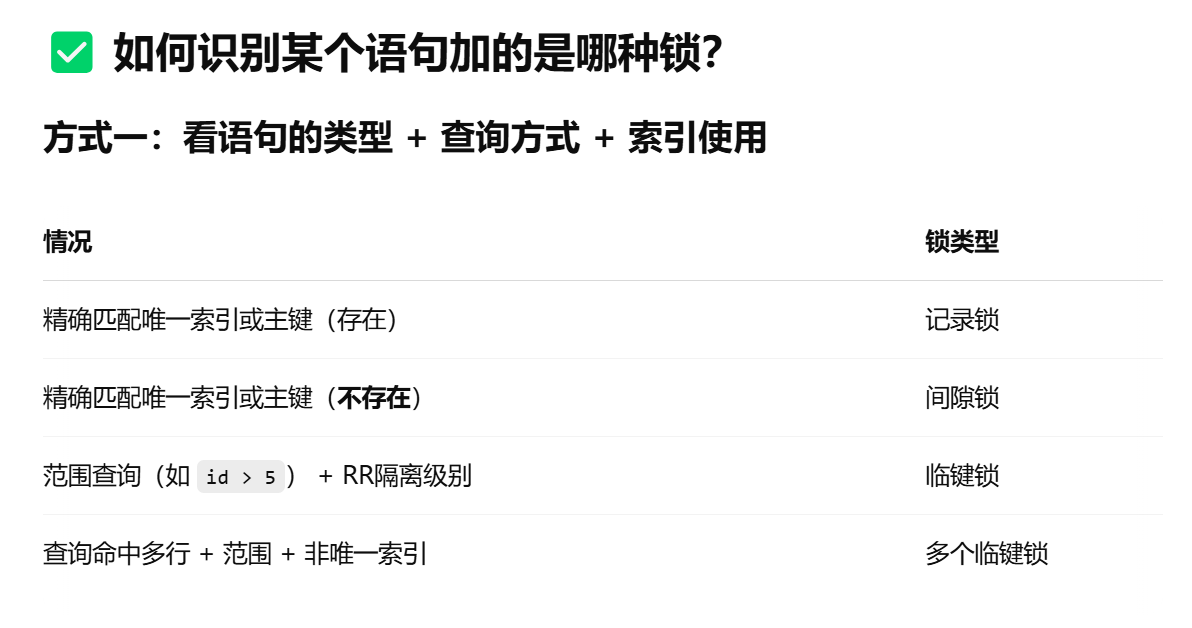 ✅ 如何识别某个语句加的是哪种锁？
方式一：看语句的类型 + 查询方式 + 索引使用
情况 锁类型
精确匹配唯一索引或主键（存在） 记录锁
精确匹配唯一索引或主键（不存在） 间隙锁
范围查询（如 id > 5） + RR隔离级别 临键锁
查询命中多行 + 范围 + 非唯一索引 多个临键锁